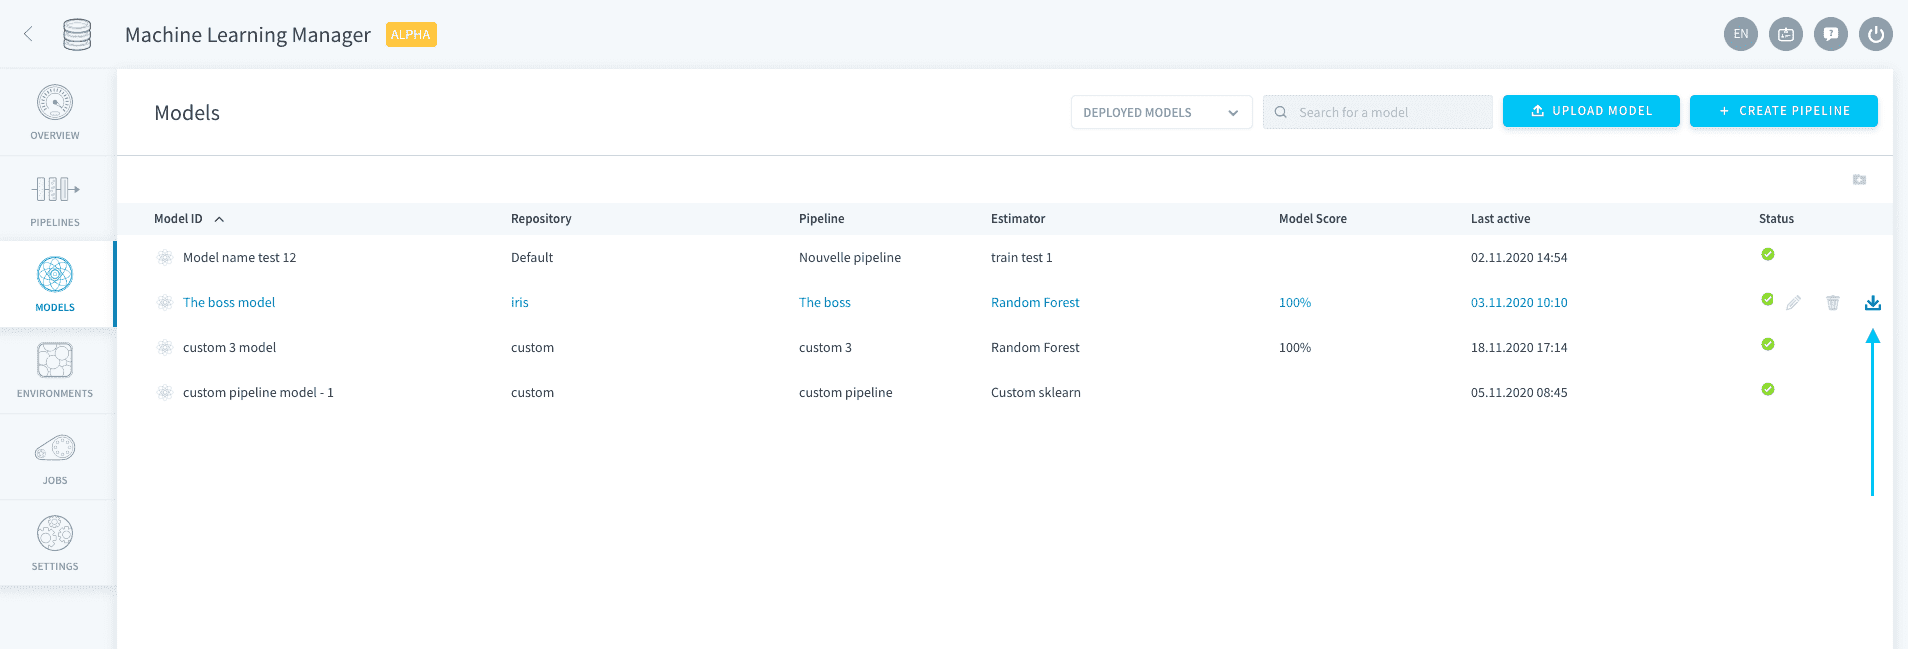 Machine Learning Manager ALPHA EN
OVERVIEW
PIPELINES
MODELS
ENVIRONMENTS
JOBS
SETTINGS
Models DEPLOYED MODELS Search for a model UPLOAD MODEL + CREATE PIPELINE
Model ID Repository Pipeline Estimator Model Score Last active Status
Model name test 12 Default Nouvelle pipeline train test 1 02.11.2020 14:54
The boss model iris The boss Random Forest 100% 03.11.2020 10:10
custom 3 model custom custom 3 Random Forest 100% 18.11.2020 17:14
custom pipeline model - 1 custom custom pipeline Custom sklearn 05.11.2020 08:45